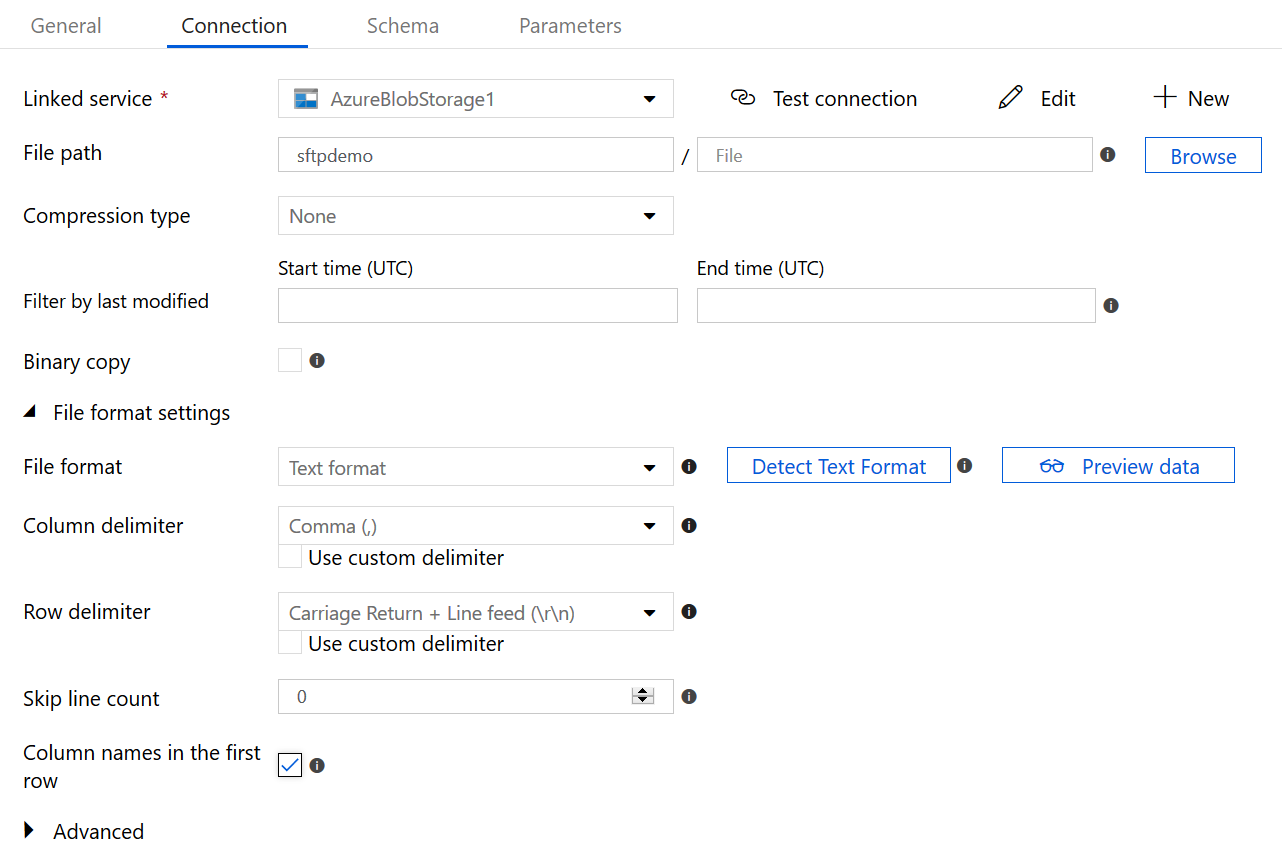 General Connection Schema Parameters
Linked service * AzureBlobStorage1 Test connection Edit New
File path sftpdemo / File Browse
Compression type None
Start time (UTC) End time (UTC)
Filter by last modified
Binary copy
File format settings
File format Text format Detect Text Format Preview data
Column delimiter Comma (,)
Use custom delimiter
Row delimiter Carriage Return + Line feed (\r\n)
Use custom delimiter
Skip line count 0
Column names in the first
row
Advanced